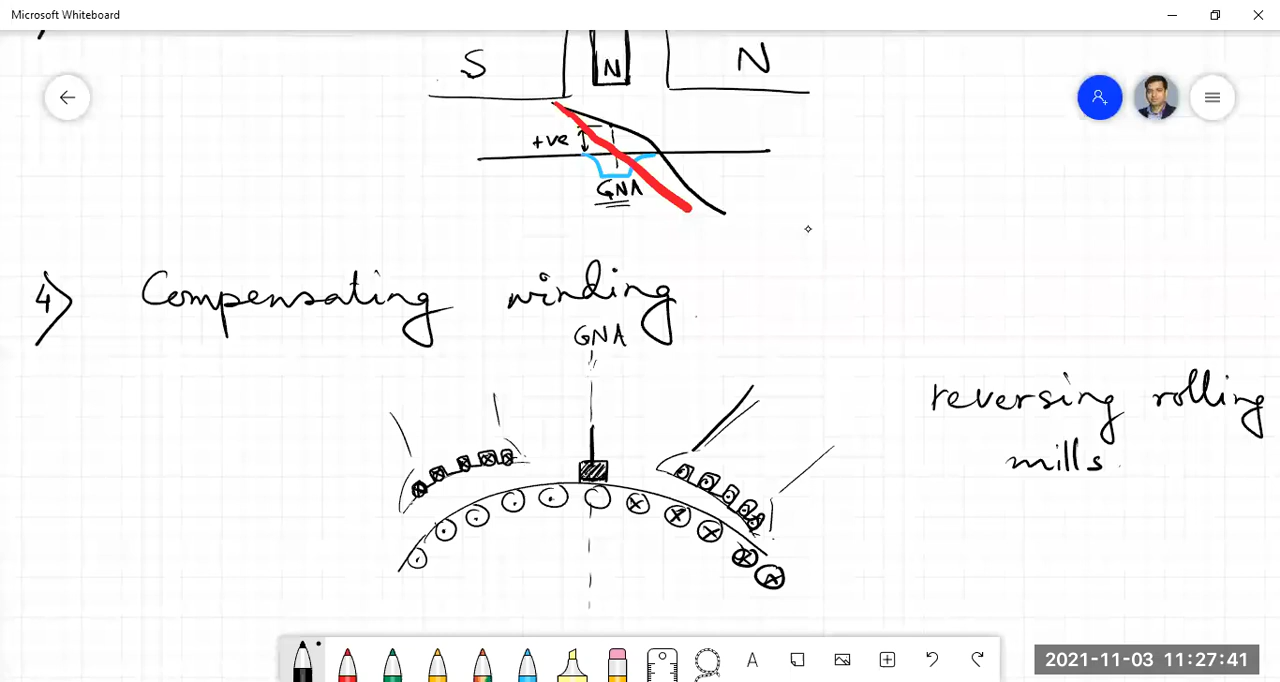 Microsoft Whiteboard
S
N
N
+ve
GNA
4) Compensating winding
GNA
reversing rolling
mills
A
2021-11-03 11:27:41